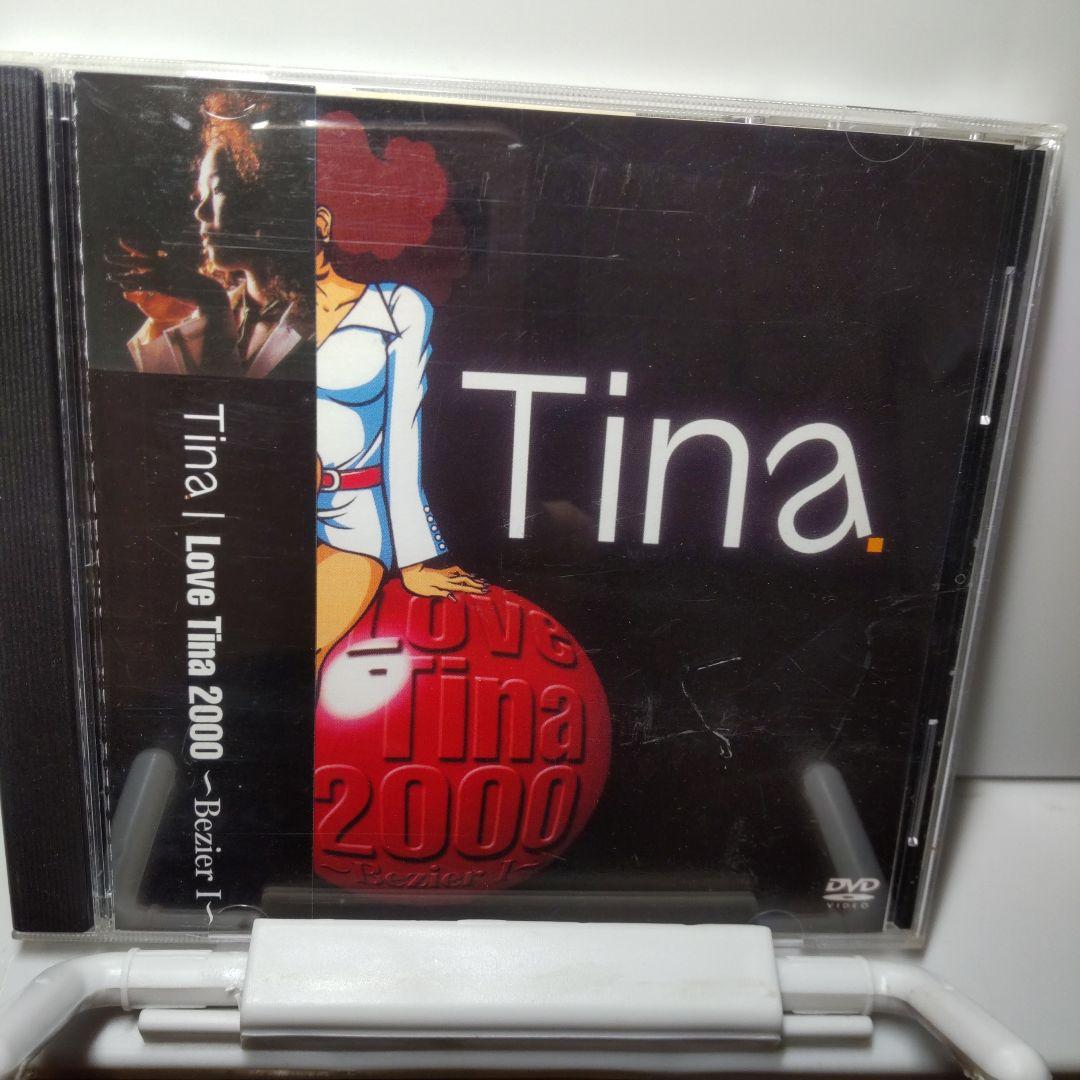 Tina. | Love Tina 2000 ~Bezier I~
Tina.
Love
Tina
2000
~Bezier I~
DVD
VIDEO